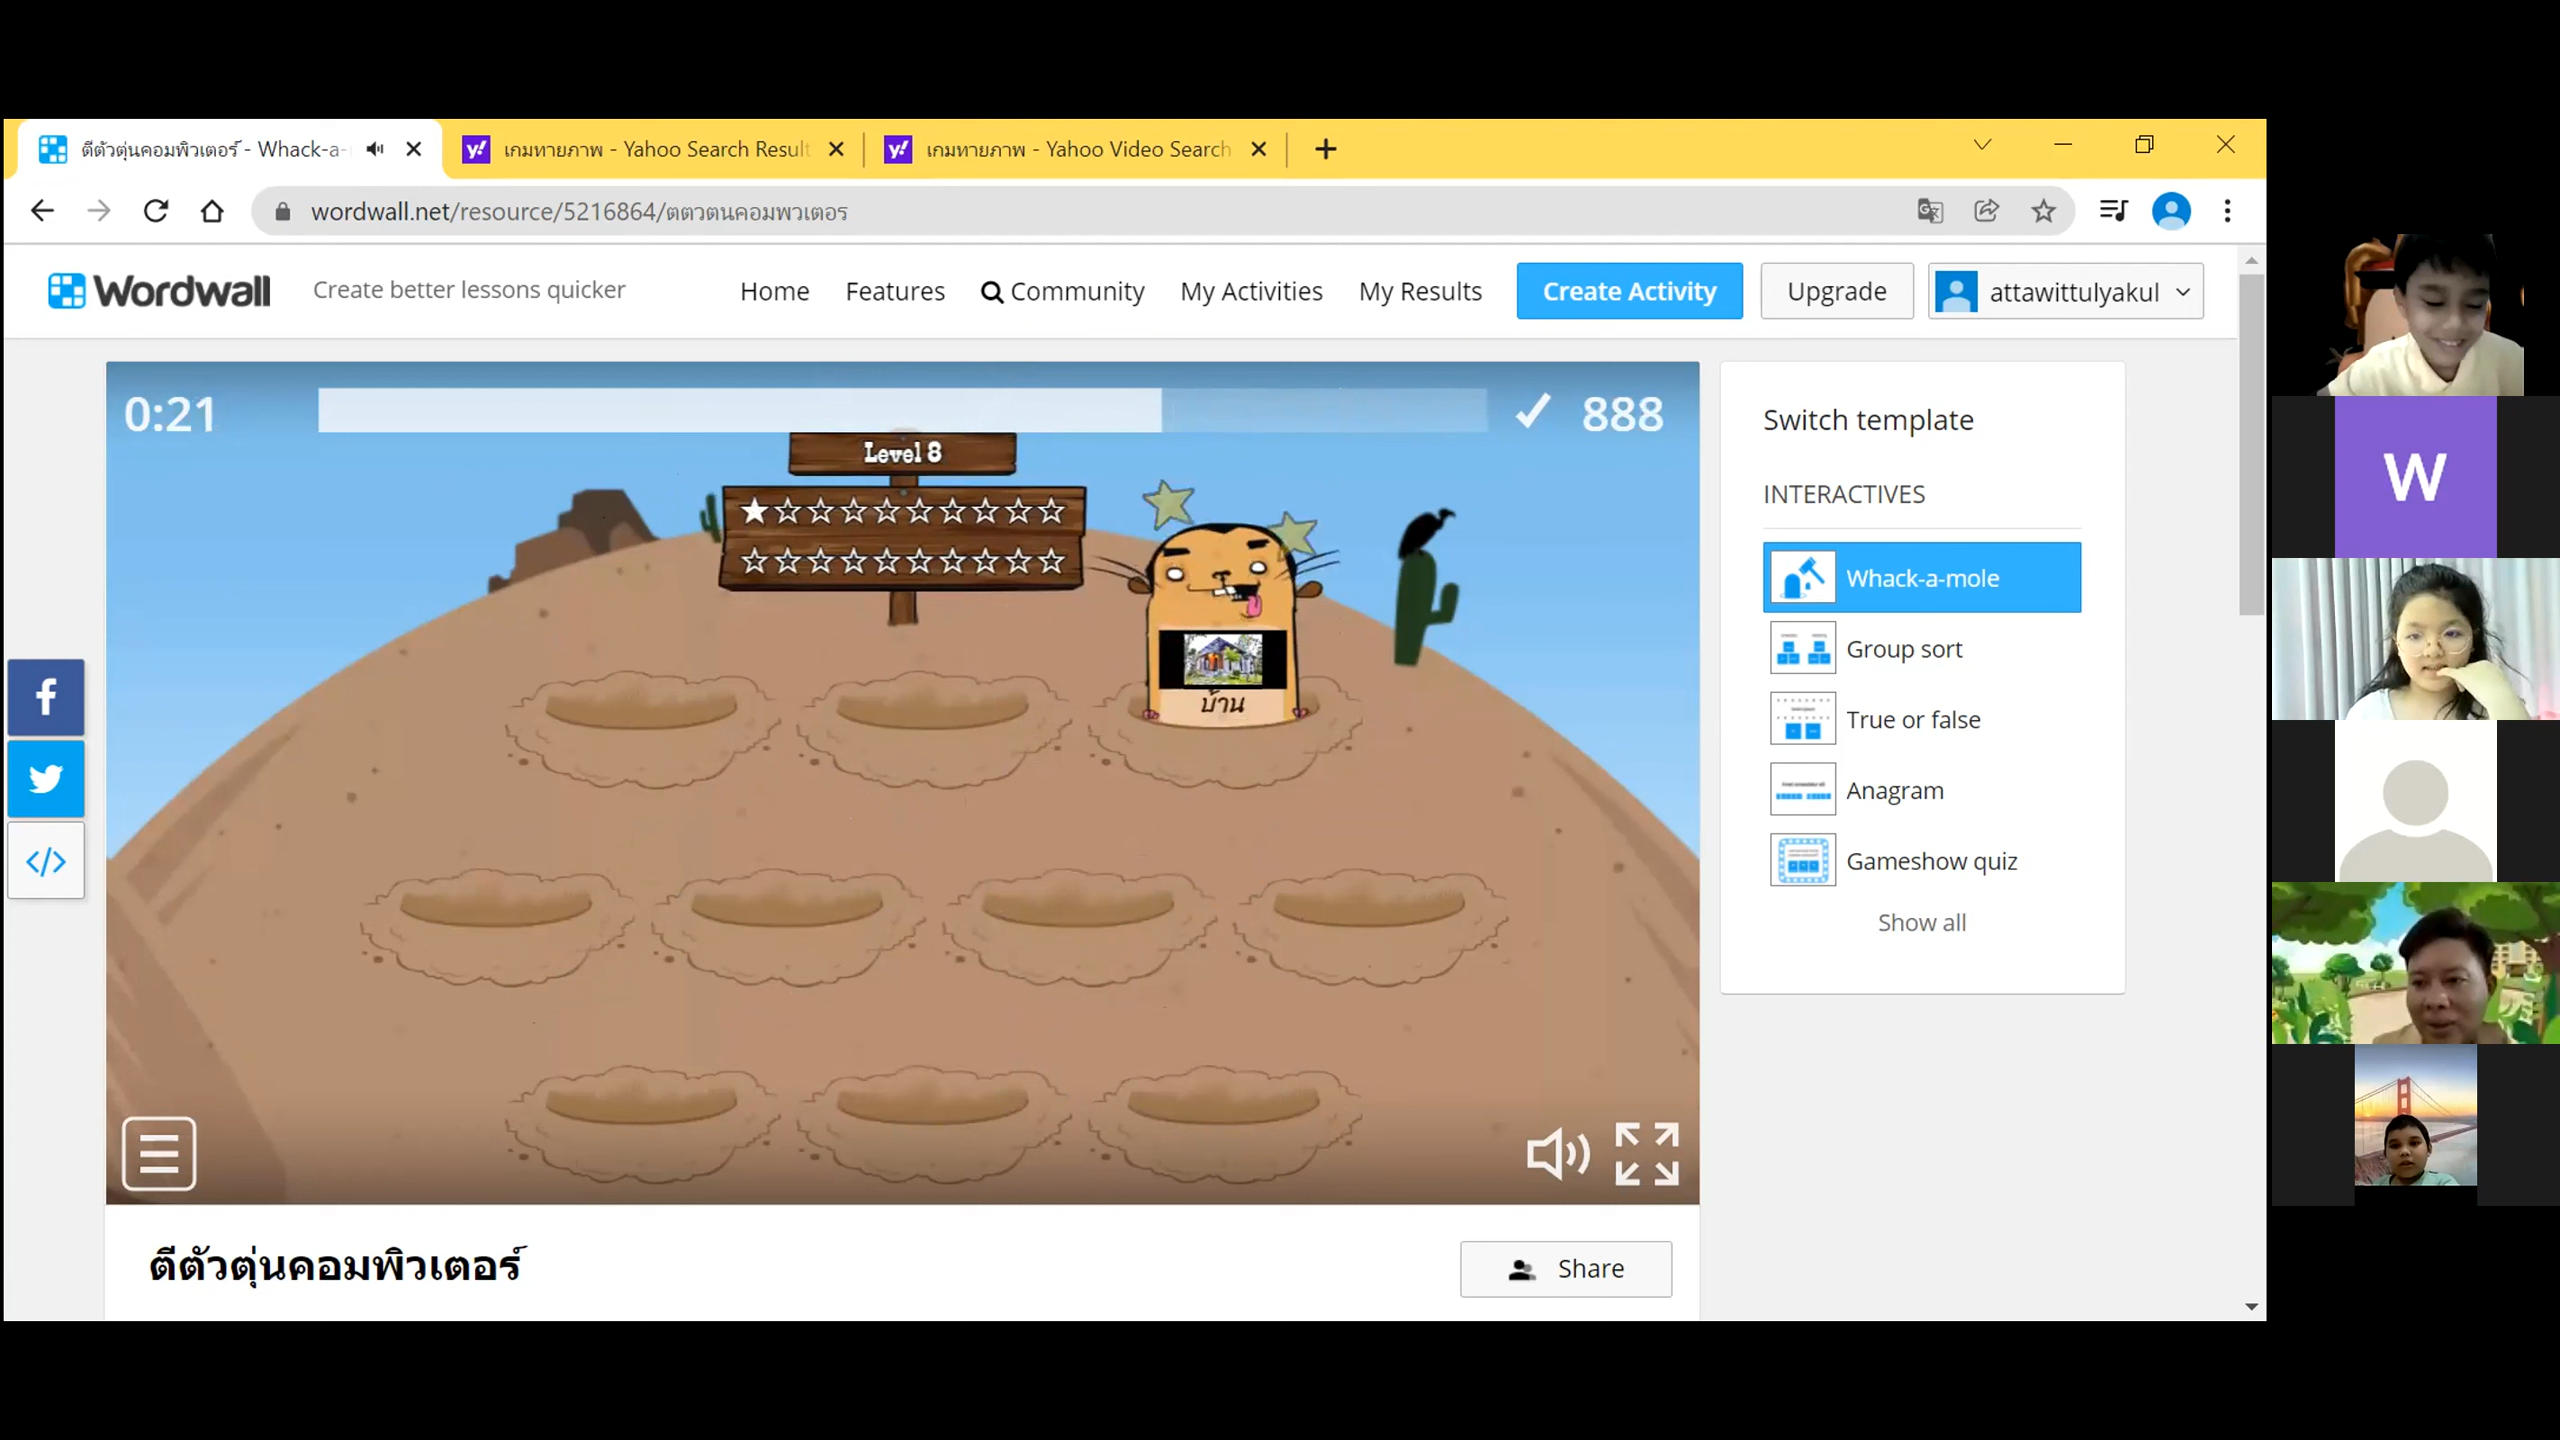 ตีตัวตุ่นคอมพิวเตอร์ - Whack-a-
เกมทายภาพ - Yahoo Search Result
เกมทายภาพ - Yahoo Video Search
wordwall.net/resource/5216864/ตตวตนคอมพวเตอร
Wordwall
Create better lessons quicker
Home
Features
Community
My Activities
My Results
Create Activity
Upgrade
attawittulyakul
0:21
888
Level 8
บ้าน
Switch template
INTERACTIVES
Whack-a-mole
Group sort
True or false
Anagram
Gameshow quiz
Show all
ตีตัวตุ่นคอมพิวเตอร์
Share
W